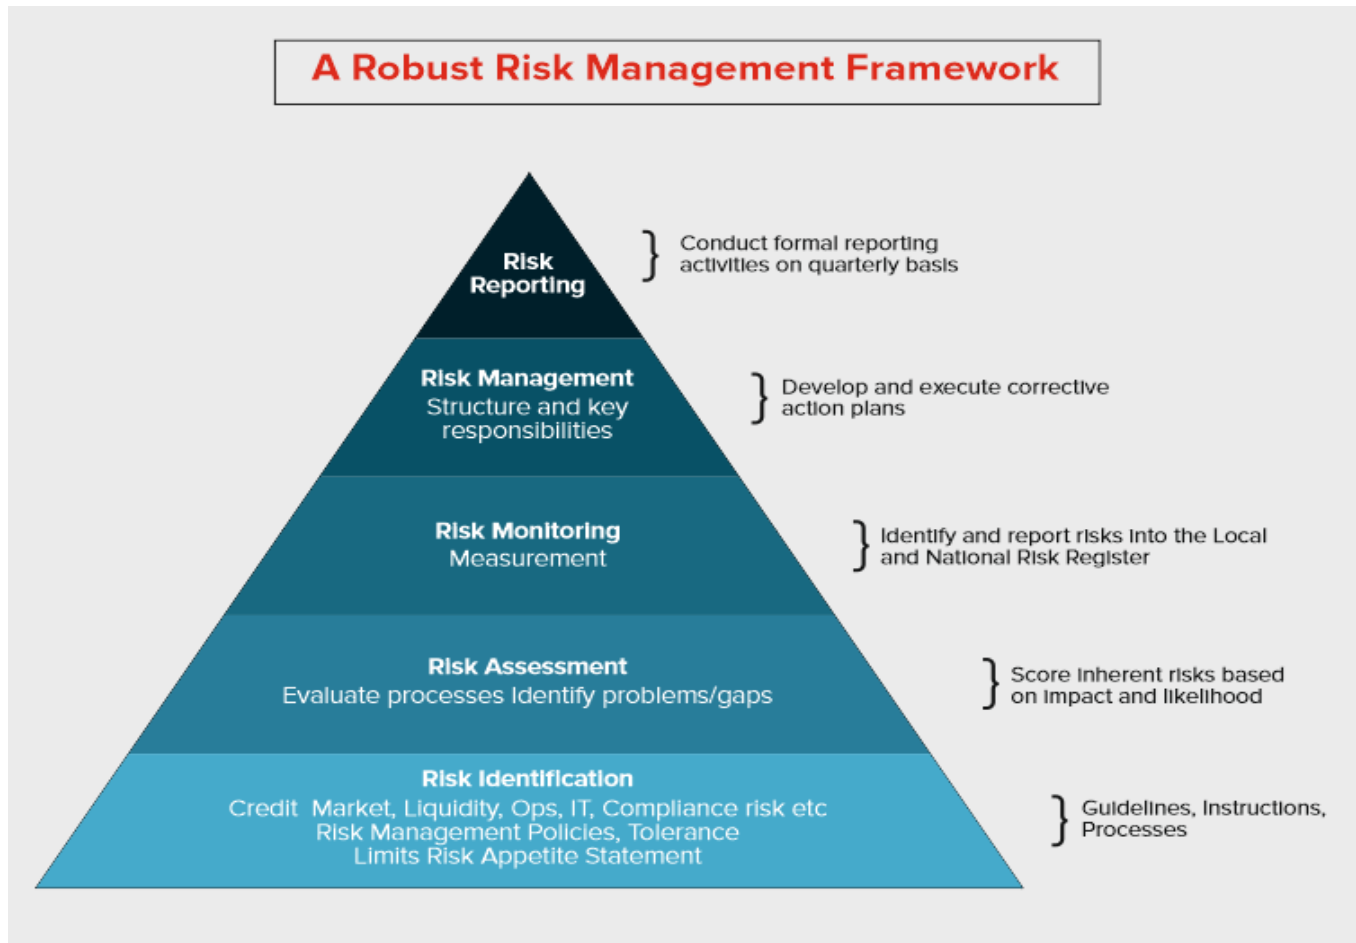 A Robust Risk Management Framework
Risk
Reporting
Conduct formal reporting
activities on quarterly basis
Risk Management
Structure and key
responsibilities
Develop and execute corrective
action plans
Risk Monitoring
Measurement
Identify and report risks into the Local
and National Risk Register
Risk Assessment
Evaluate processes Identify problems/gaps
Score inherent risks based
on impact and likelihood
Risk Identification
Credit  Market, Liquidity, Ops, IT, Compliance risk etc
Risk Management Policies, Tolerance
Limits Risk Appetite Statement
Guidelines, Instructions,
Processes